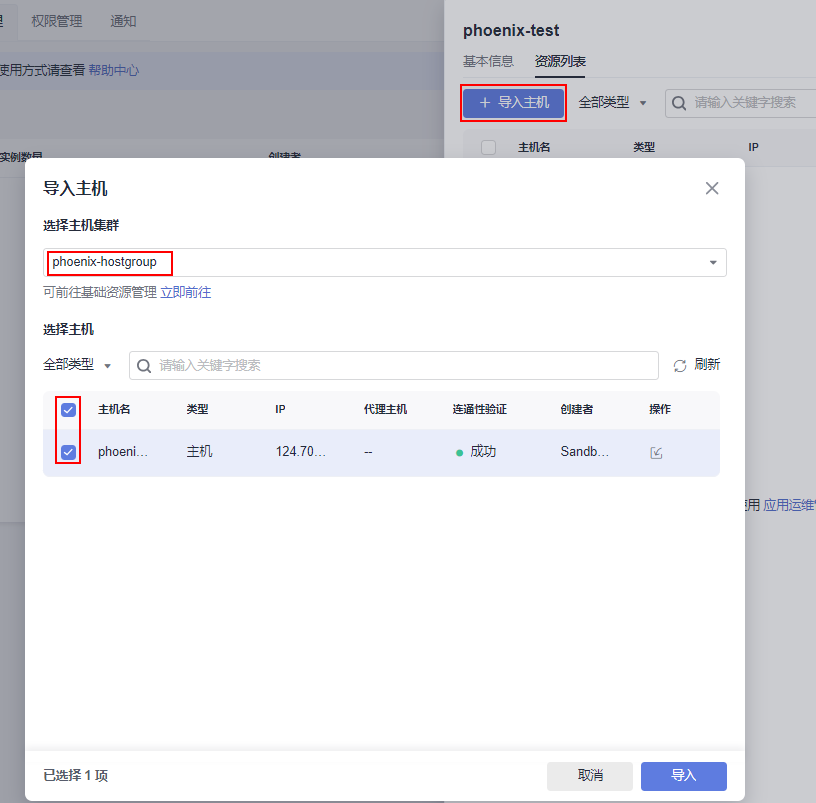 权限管理 通知
使用方式请查看 帮助中心
实例数量 创建者
phoenix-test
基本信息 资源列表
导入主机 全部类型 请输入关键字搜索
主机名 类型 IP
导入主机
选择主机集群
phoenix-hostgroup
可前往基础资源管理 立即前往
选择主机
全部类型 请输入关键字搜索 刷新
主机名 类型 IP 代理主机 连通性验证 创建者 操作
phoeni... 主机 124.70... -- 成功 Sandb...
使用 应用运维
已选择 1 项 取消 导入